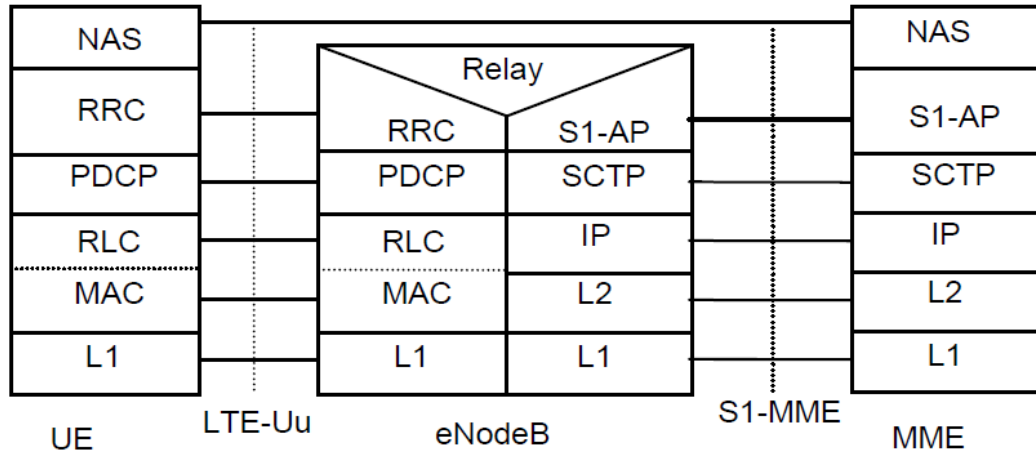 NAS NAS
Relay
RRC RRC S1-AP S1-AP
PDCP PDCP SCTP SCTP
RLC RLC IP IP
MAC MAC L2 L2
L1 L1 L1 L1
LTE-Uu S1-MME
UE eNodeB MME